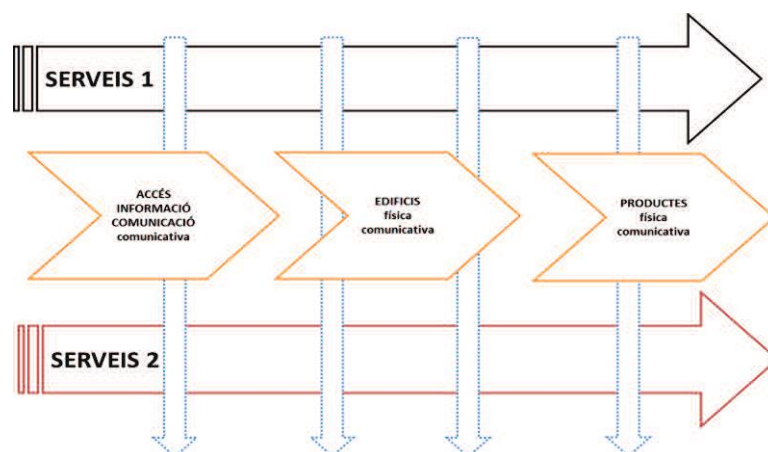 SERVEIS 1
ACCÉS
INFORMACIÓ
COMUNICACIÓ
comunicativa
EDIFICIS
física
comunicativa
PRODUCTES
física
comunicativa
SERVEIS 2